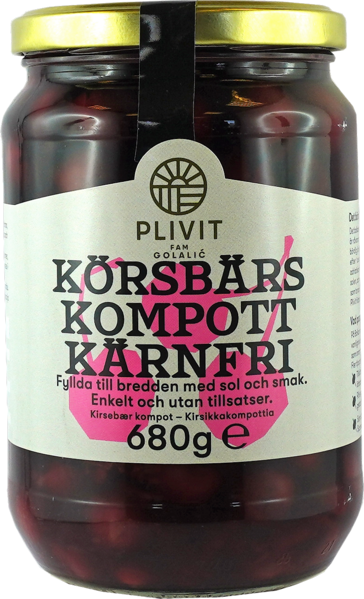 PLIVIT
FAM
GOLALIĆ
KÖRSBÄRS
KOMPOTT
KÄRNFRI
Fyllda till bredden med sol och smak.
Enkelt och utan tillsatser.
Kirsebær kompot – Kirsikkakompottia
680g ℮